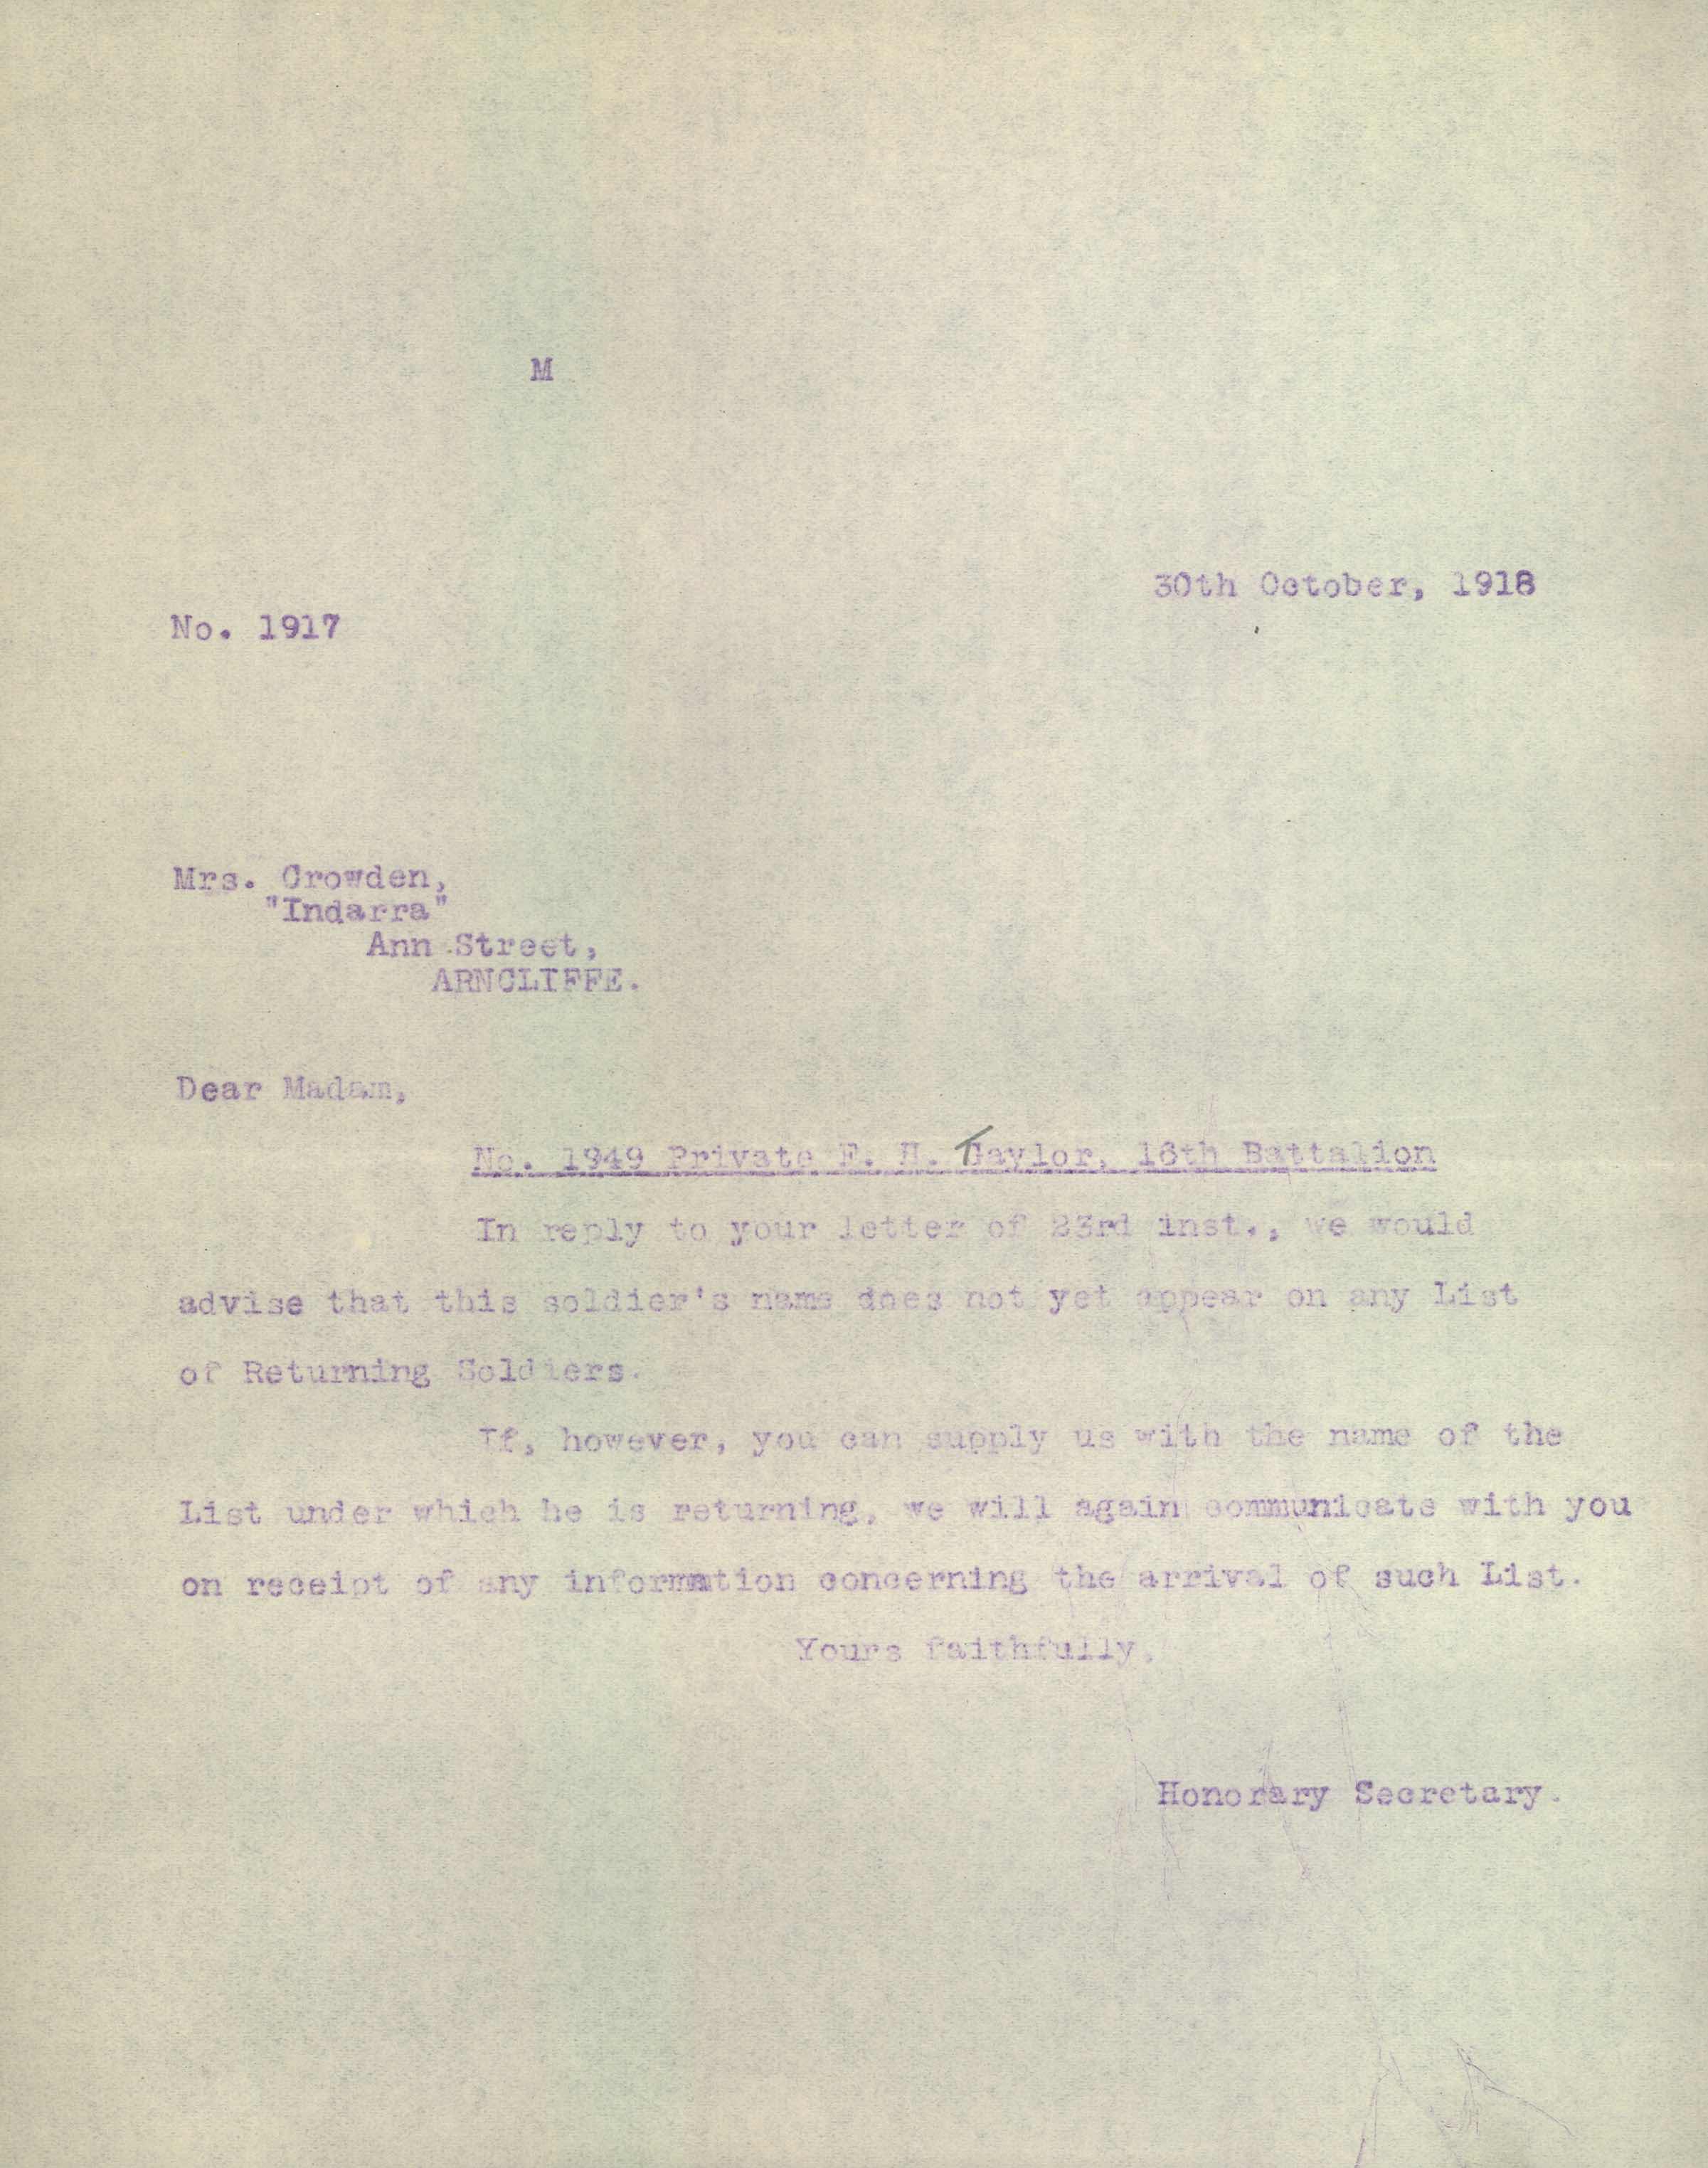 M
30th October, 1918
No. 1917
Mrs. Crowden,
"Indarra"
Ann Street,
ARNCLIFFE.
Dear Madam,
No. 1949 Private F. H. Taylor, 16th Battalion
In reply to your letter of 23rd inst., we would
advise that this soldier's name does not yet appear on any List
of Returning Soldiers.
If, however, you can supply us with the name of the
List under which he is returning, we will again communicate with you
on receipt of any information concerning the arrival of such List.
Yours faithfully,
Honorary Secretary.